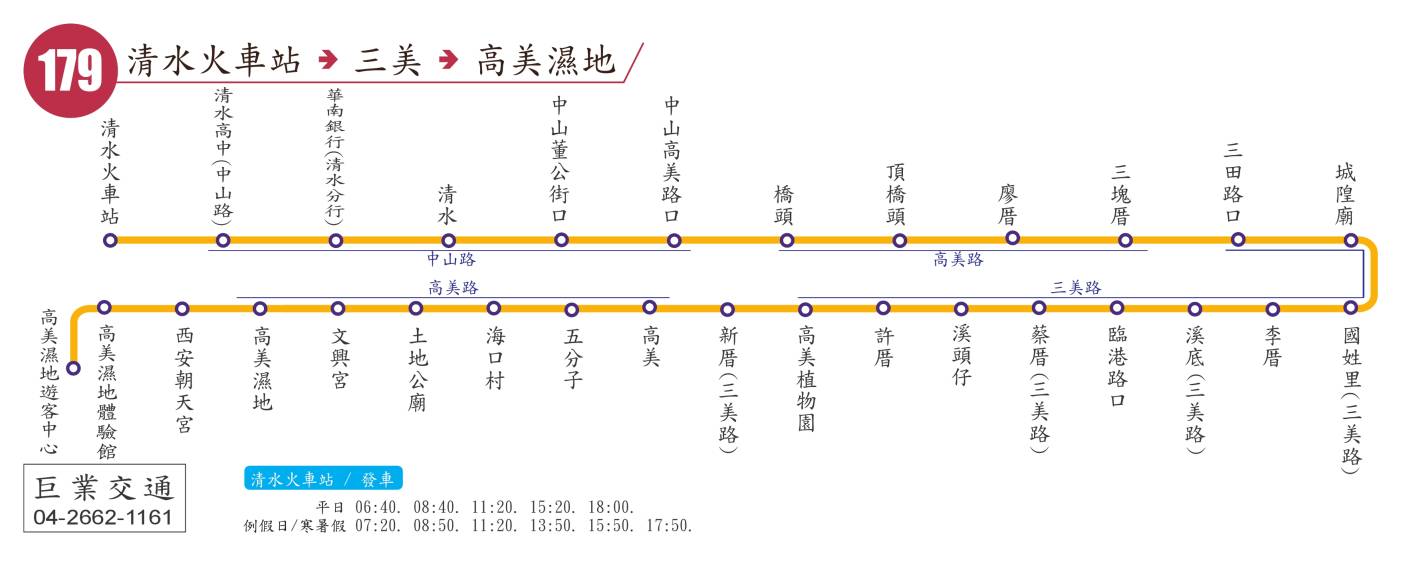 179
清水火車站 ➔ 三美 ➔ 高美濕地
清水火車站
清水高中(中山路)
華南銀行(清水分行)
清水
中山董公街口
中山高美路口
橋頭
頂橋頭
廖厝
三塊厝
三田路口
城隍廟
中山路
高美路
高美路
三美路
高美濕地遊客中心
高美濕地體驗館
西安朝天宮
高美濕地
文興宮
土地公廟
海口村
五分子
高美
新厝(三美路)
高美植物園
許厝
溪頭仔
蔡厝(三美路)
臨港路口
溪底(三美路)
李厝
國姓里(三美路)
巨業交通
04-2662-1161
清水火車站 / 發車
平日 06:40. 08:40. 11:20. 15:20. 18:00.
例假日/寒暑假 07:20. 08:50. 11:20. 13:50. 15:50. 17:50.